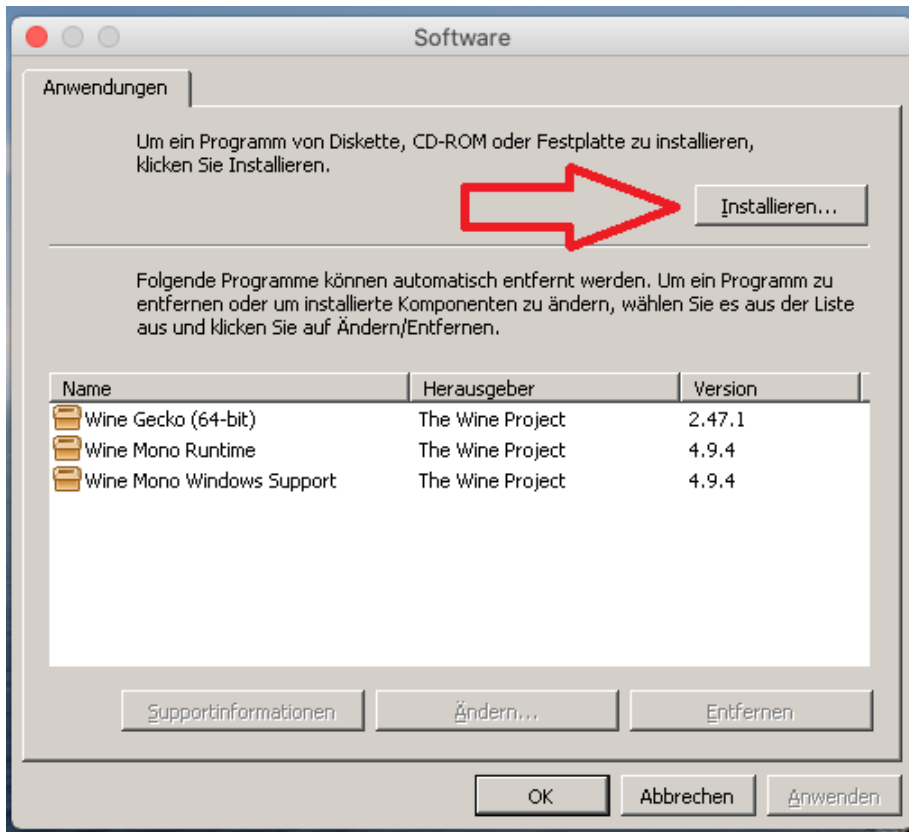 Software
Anwendungen
Um ein Programm von Diskette, CD-ROM oder Festplatte zu installieren,
klicken Sie Installieren.
Installieren...
Folgende Programme können automatisch entfernt werden. Um ein Programm zu
entfernen oder um installierte Komponenten zu ändern, wählen Sie es aus der Liste
aus und klicken Sie auf Ändern/Entfernen.
Name Herausgeber Version
Wine Gecko (64-bit) The Wine Project 2.47.1
Wine Mono Runtime The Wine Project 4.9.4
Wine Mono Windows Support The Wine Project 4.9.4
Supportinformationen Ändern... Entfernen
OK Abbrechen Anwenden